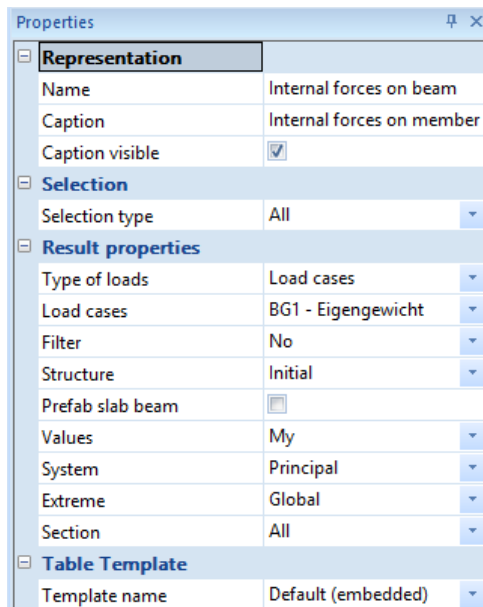 Properties
Representation
Name Internal forces on beam
Caption Internal forces on member
Caption visible
Selection
Selection type All
Result properties
Type of loads Load cases
Load cases BG1 - Eigengewicht
Filter No
Structure Initial
Prefab slab beam
Values My
System Principal
Extreme Global
Section All
Table Template
Template name Default (embedded)